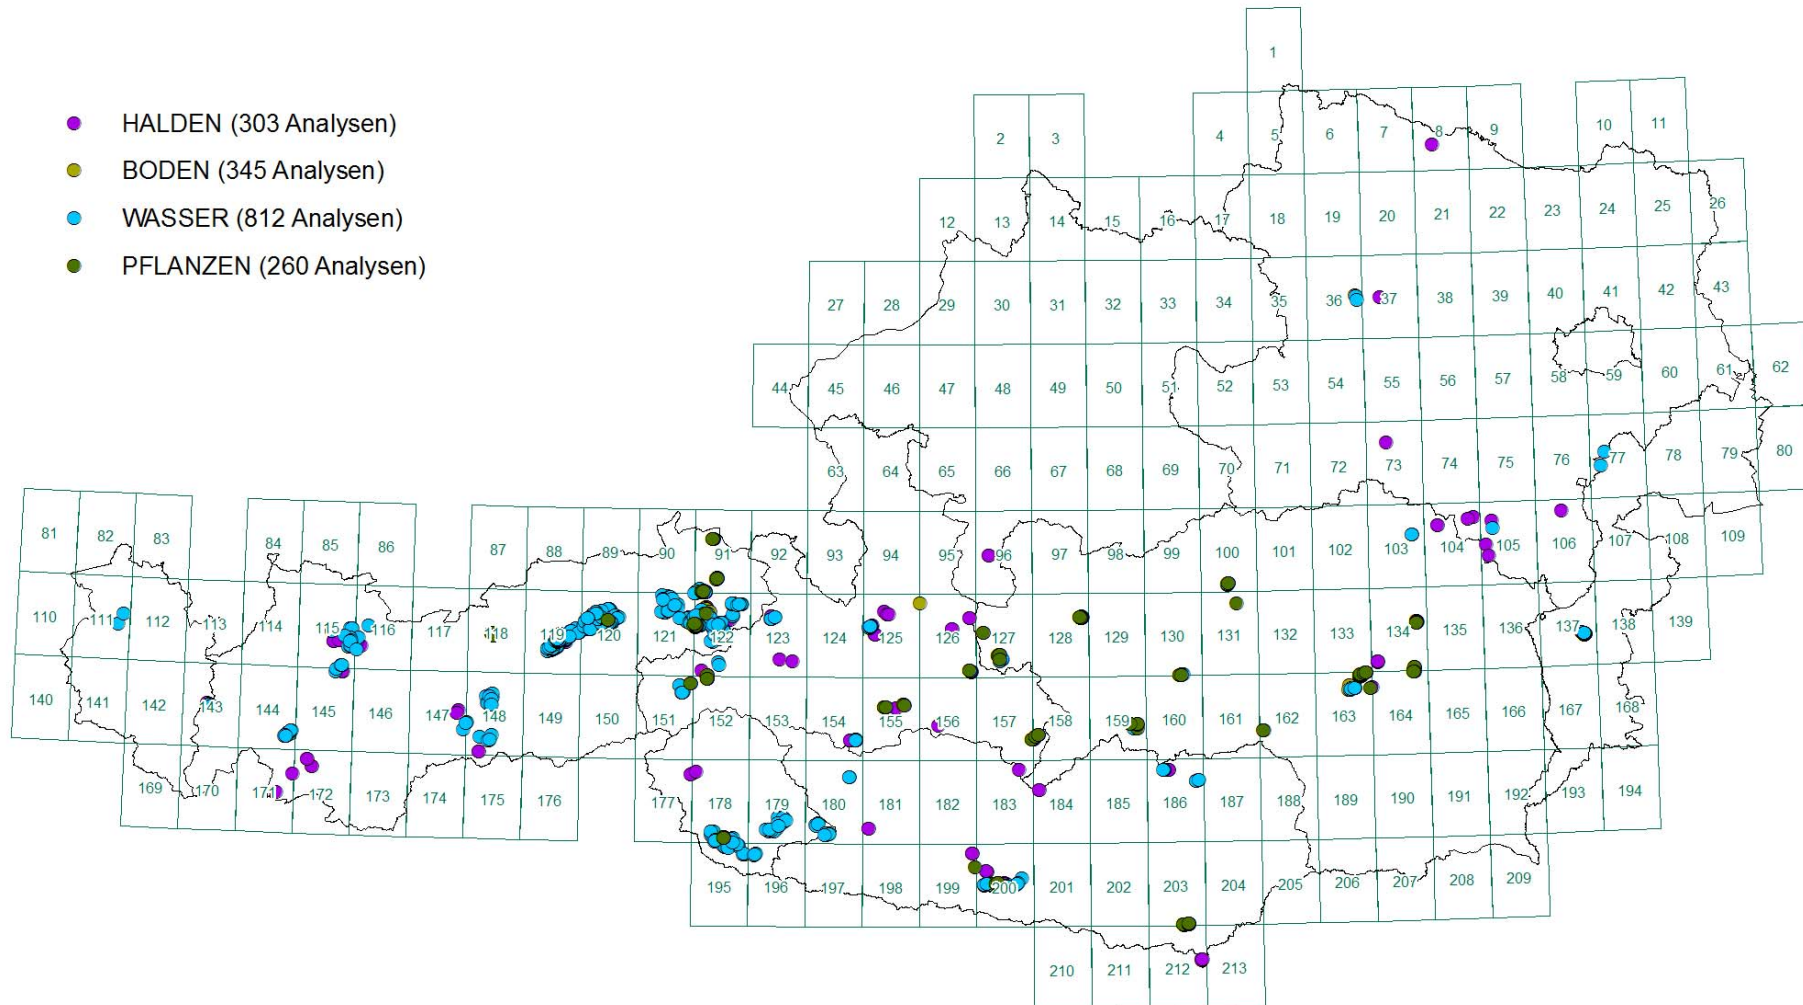 HALDEN (303 Analysen)
BODEN (345 Analysen)
WASSER (812 Analysen)
PFLANZEN (260 Analysen)
1
2 3 4 5 6 7 8 9 10 11
12 13 14 15 16 17 18 19 20 21 22 23 24 25 26
27 28 29 30 31 32 33 34 35 36 37 38 39 40 41 42 43
44 45 46 47 48 49 50 51 52 53 54 55 56 57 58 59 60 61 62
63 64 65 66 67 68 69 70 71 72 73 74 75 76 77 78 79 80
81 82 83 84 85 86 87 88 89 90 91 92 93 94 95 96 97 98 99 100 101 102 103 104 105 106 107 108 109
110 111 112 113 114 115 116 117 118 119 120 121 122 123 124 125 126 127 128 129 130 131 132 133 134 135 136 137 138 139
140 141 142 143 144 145 146 147 148 149 150 151 152 153 154 155 156 157 158 159 160 161 162 163 164 165 166 167 168
169 170 171 172 173 174 175 176 177 178 179 180 181 182 183 184 185 186 187 188 189 190 191 192 193 194
195 196 197 198 199 200 201 202 203 204 205 206 207 208 209
210 211 212 213